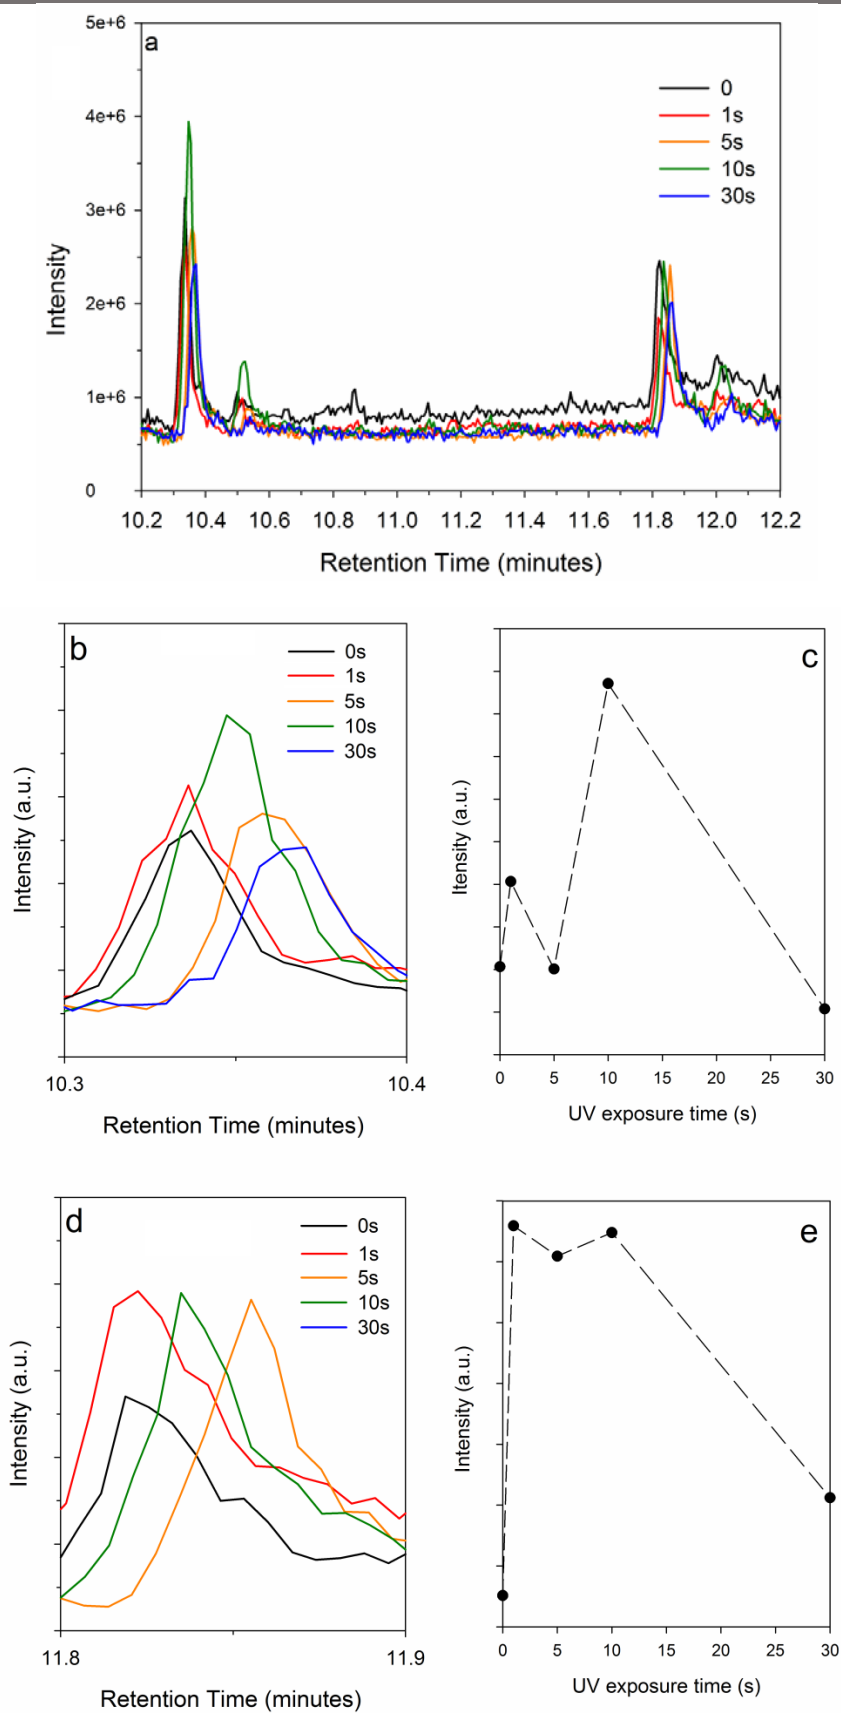 a
5e+6
4e+6
3e+6
2e+6
1e+6
0
Intensity
0
1s
5s
10s
30s
10.2 10.4 10.6 10.8 11.0 11.2 11.4 11.6 11.8 12.0 12.2
Retention Time (minutes)
b
0s
1s
5s
10s
30s
Intensity (a.u.)
10.3 10.4
Retention Time (minutes)
c
Itensity (a.u.)
0 5 10 15 20 25 30
UV exposure time (s)
d
0s
1s
5s
10s
30s
Intensity (a.u.)
11.8 11.9
Retention Time (minutes)
e
Intensity (a.u.)
0 5 10 15 20 25 30
UV exposure time (s)